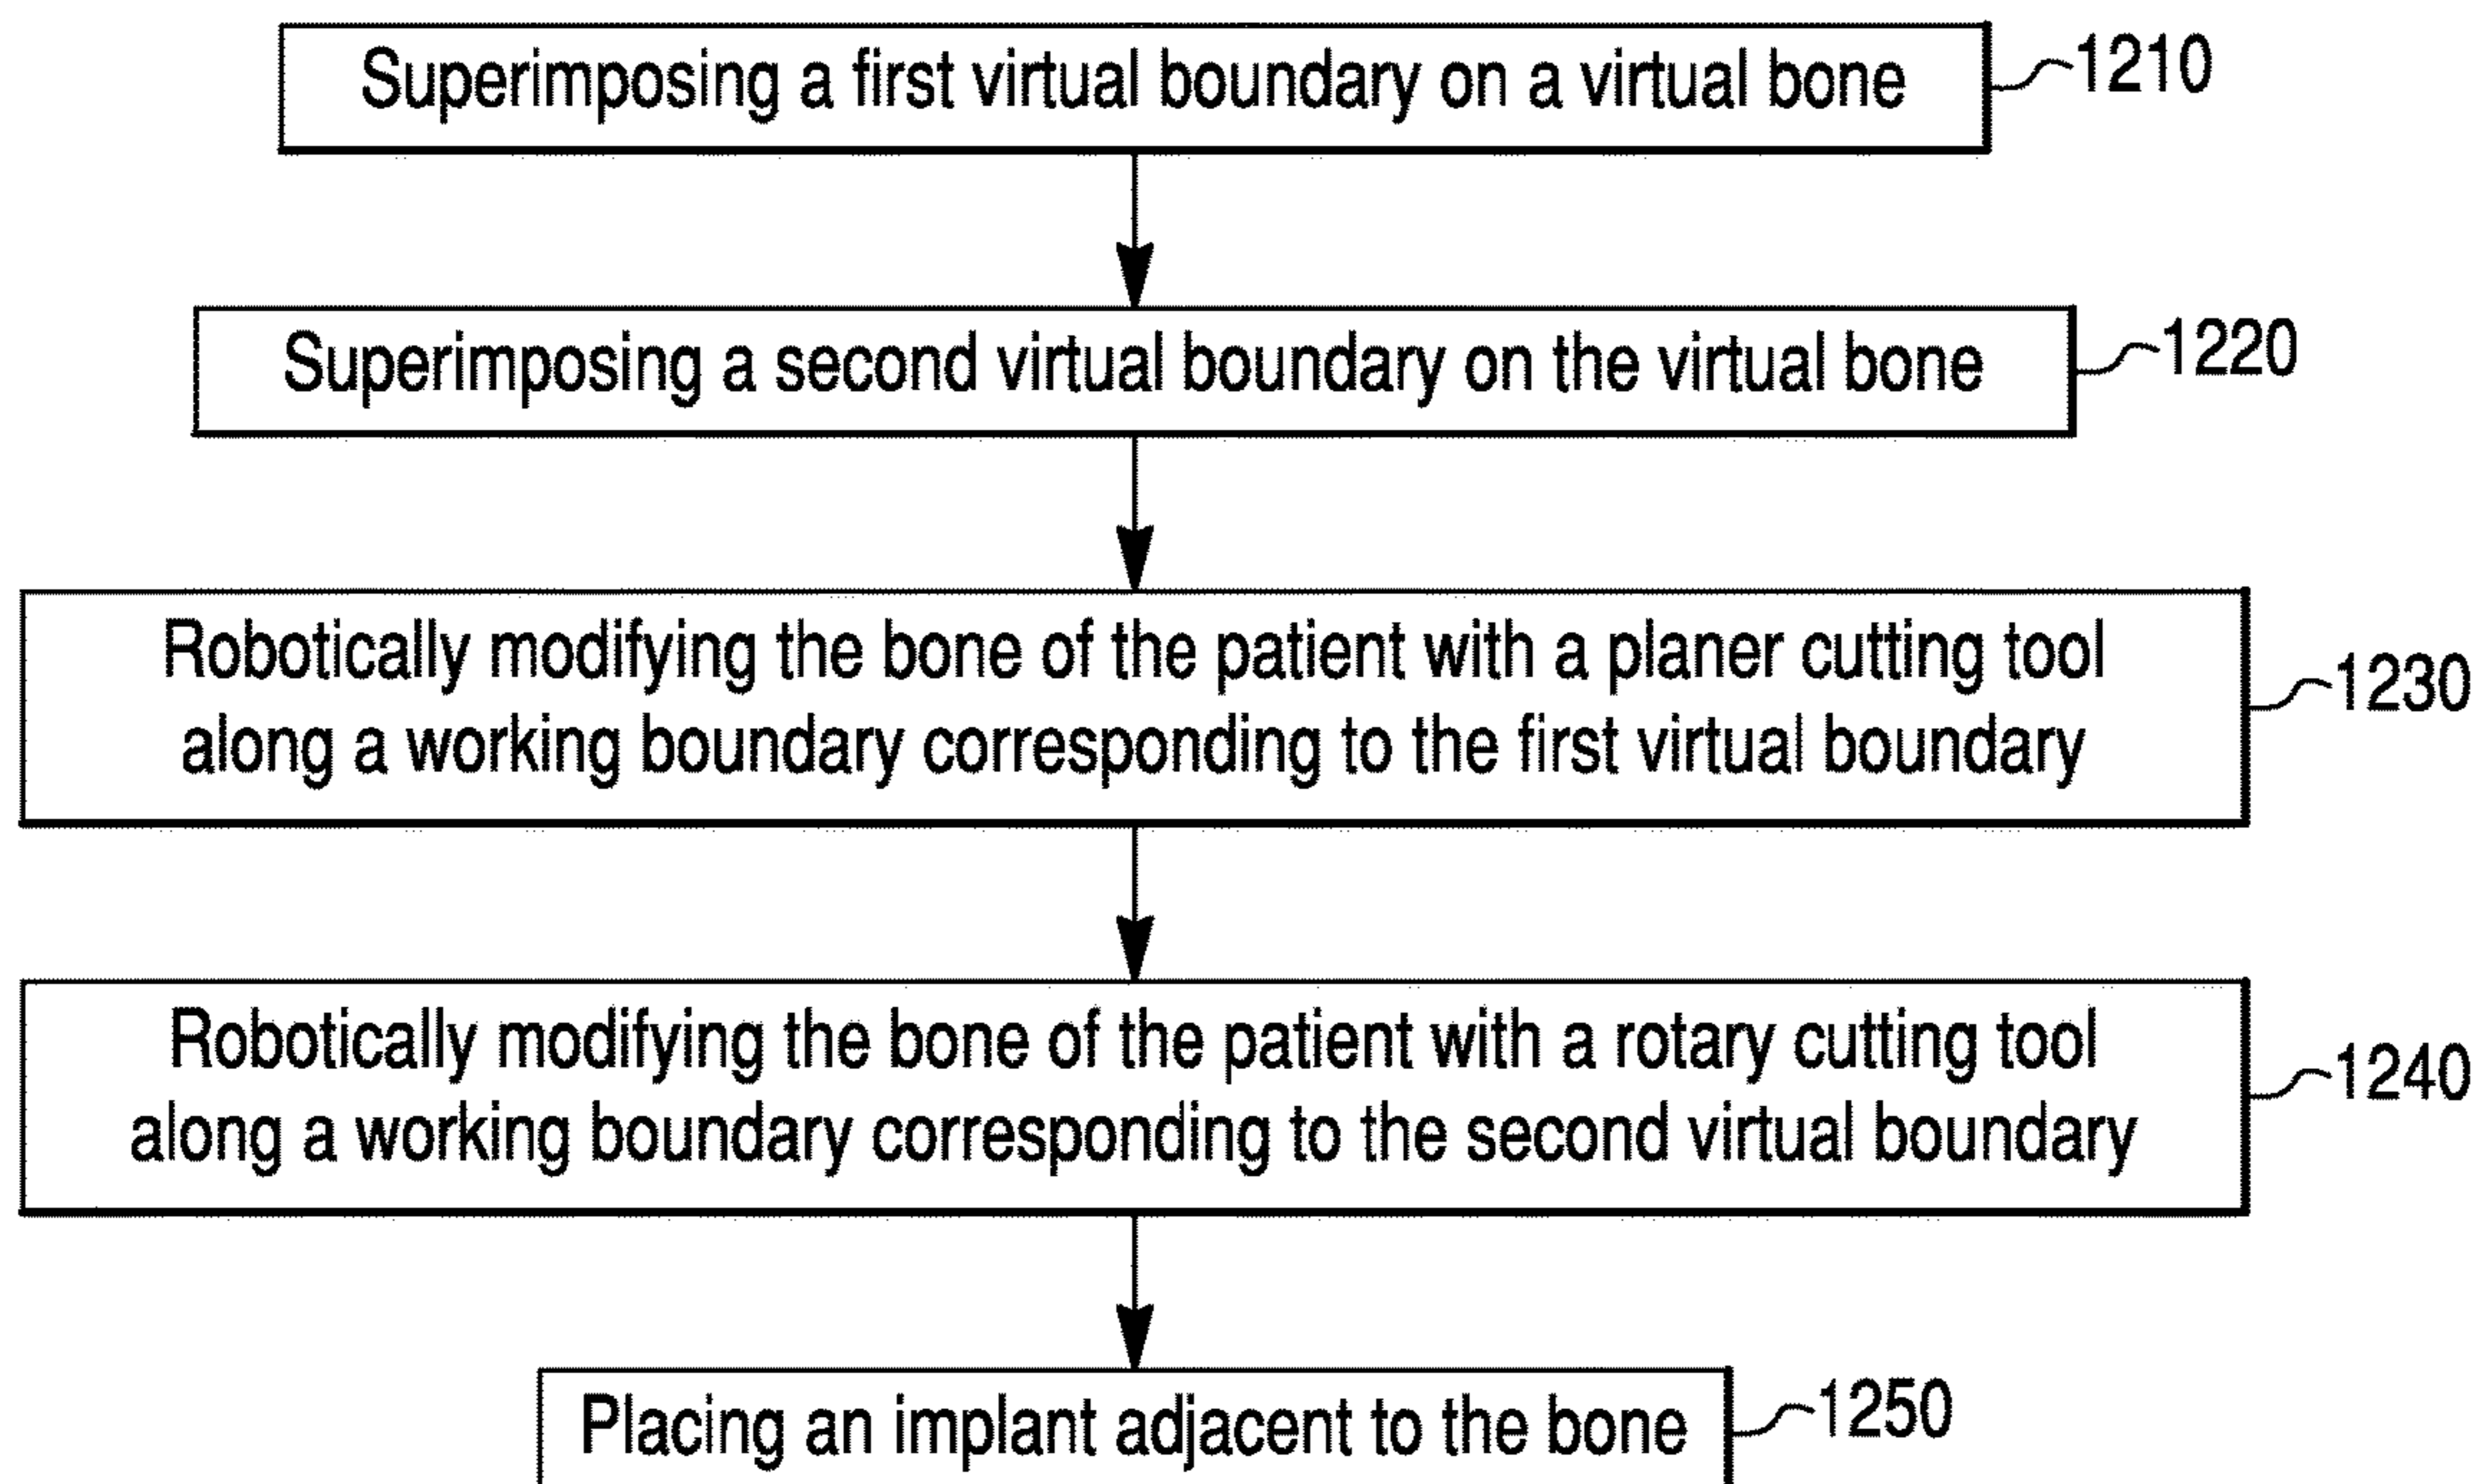 Superimposing a first virtual boundary on a virtual bone
1210
Superimposing a second virtual boundary on the virtual bone
1220
Robotically modifying the bone of the patient with a planer cutting tool
along a working boundary corresponding to the first virtual boundary
1230
Robotically modifying the bone of the patient with a rotary cutting tool
along a working boundary corresponding to the second virtual boundary
1240
Placing an implant adjacent to the bone
1250